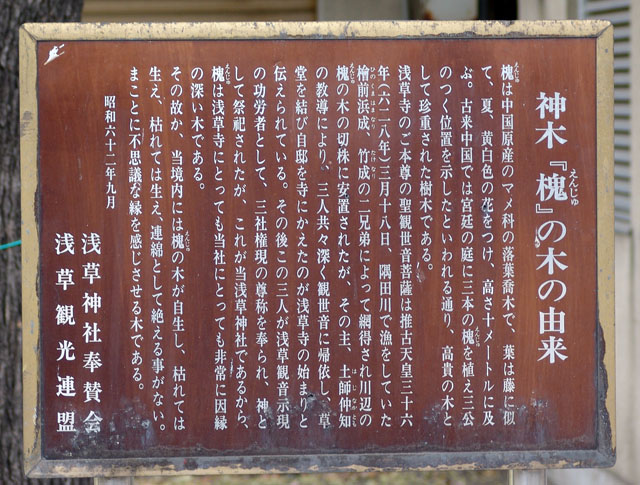 神木『槐』の木の由来
えんじゅ
槐は中国原産のマメ科の落葉喬木で、葉は藤に似
て、夏、黄白色の花をつけ、高さ十メートルに及
ぶ。古来中国では宮廷の庭に三本の槐を植え三公
のつく位置を示したといわれる通り、高貴の木と
して珍重された樹木である。
浅草寺のご本尊の聖観世音菩薩は推古天皇三十六
年(六二八年)三月十八日、隅田川で漁をしていた
檜前浜成、竹成の二兄弟によって網得され川辺の
槐の木の切株に安置されたが、その主、土師仲知
の教導により、三人共々深く観世音に帰依し、草
堂を結び自邸を寺にかえたのが浅草寺の始まりと
伝えられている。その後この三人が浅草観音示現
の功労者として、三社権現の尊称を奉られ、神と
して祭祀されたが、これが当浅草神社であるから、
槐は浅草寺にとっても当社にとっても非常に因縁
の深い木である。
その故か、当境内には槐の木が自生し、枯れては
生え、枯れては生え、連綿として絶える事がない。
まことに不思議な縁を感じさせる木である。
昭和六十二年九月
浅草神社奉賛会
浅草観光連盟